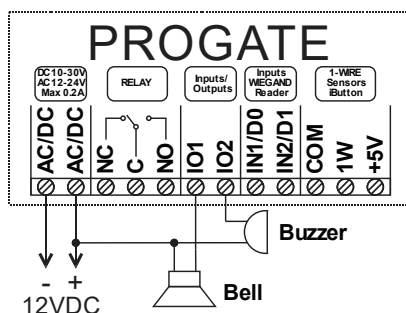 PROGATE
DC10-30V
AC12-24V
Max 0.2A
RELAY
Inputs/
Outputs
Inputs
WIEGAND
Reader
1-WIRE
Sensors
iButton
AC/DC
AC/DC
NC
C
NO
IO1
IO2
IN1/D0
IN2/D1
COM
1W
+5V
Buzzer
- +
12VDC
Bell